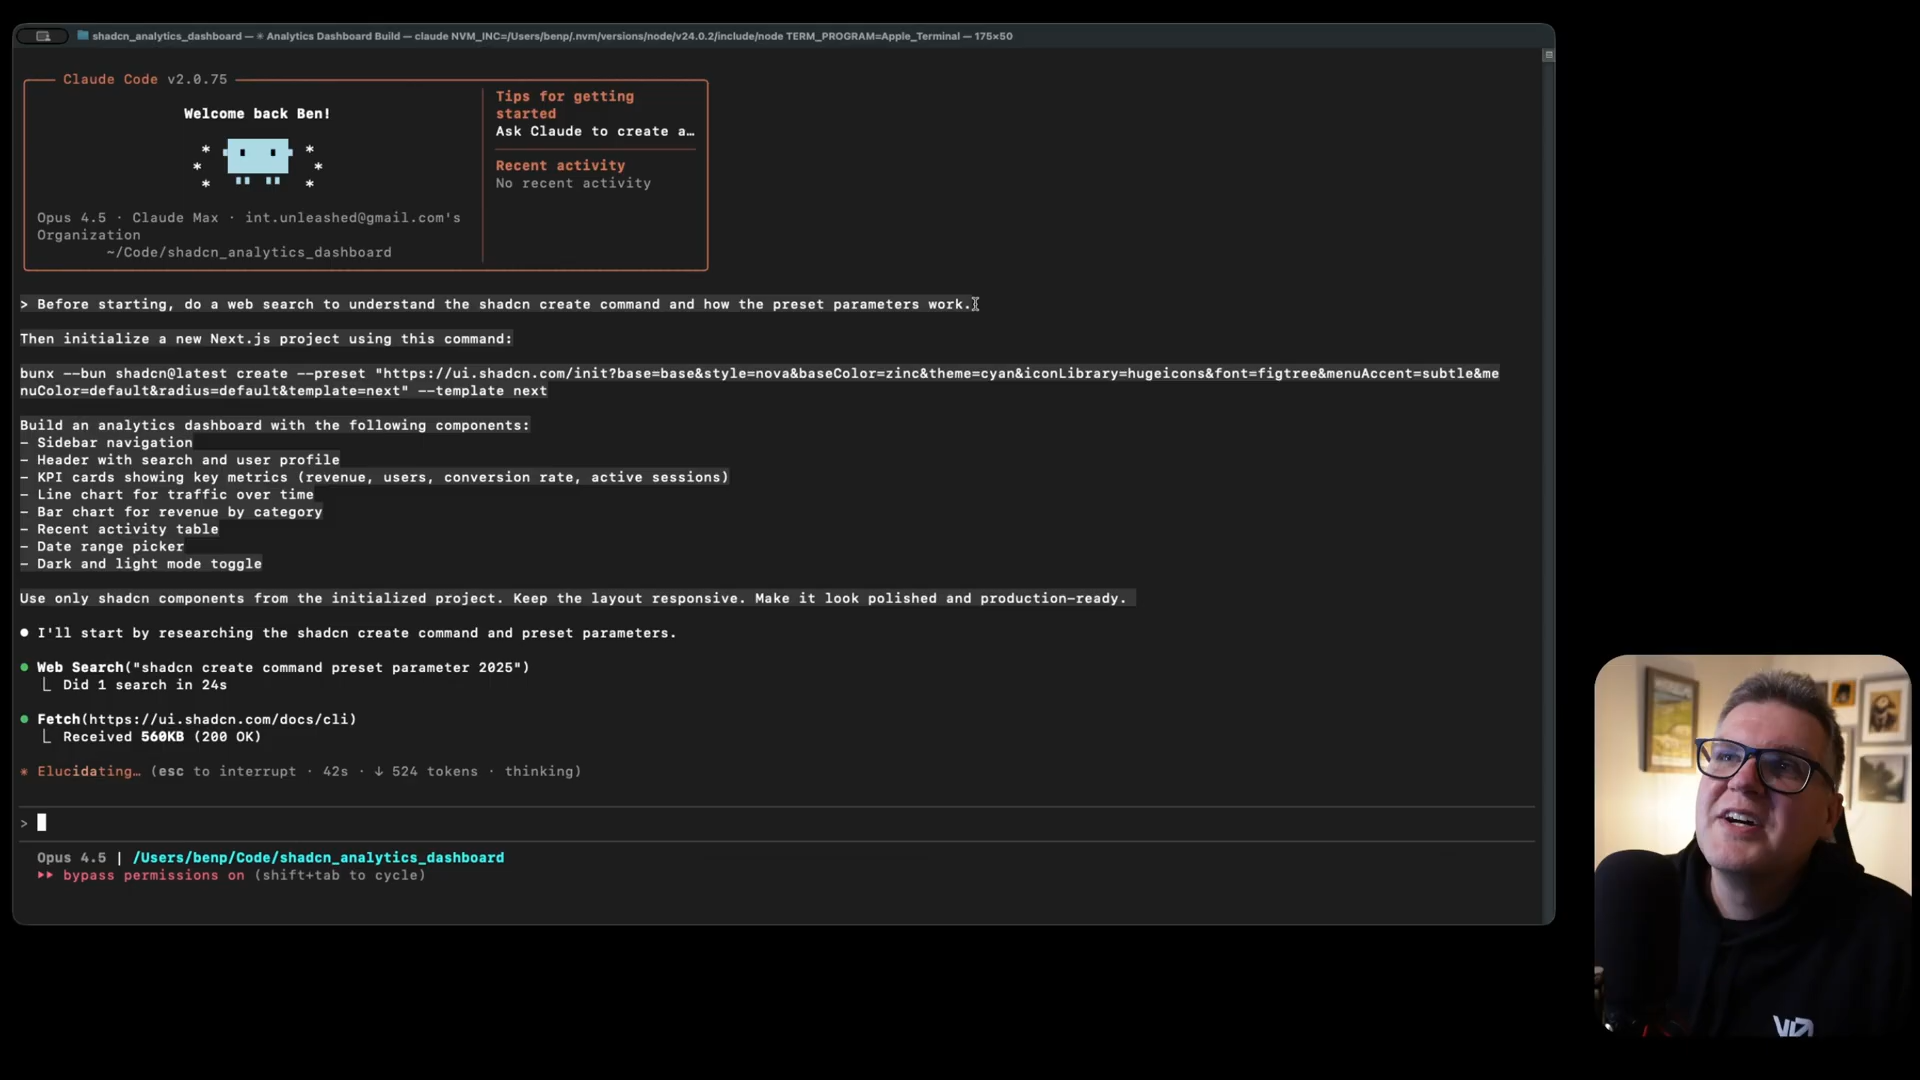 shadcn_analytics_dashboard — ✳ Analytics Dashboard Build — claude NVM_INC=/Users/benp/.nvm/versions/node/v24.0.2/include/node TERM_PROGRAM=Apple_Terminal — 175×50
Claude Code v2.0.75
Welcome back Ben!
Opus 4.5 · Claude Max · int.unleashed@gmail.com's
Organization
~/Code/shadcn_analytics_dashboard
Tips for getting
started
Ask Claude to create a…
Recent activity
No recent activity
> Before starting, do a web search to understand the shadcn create command and how the preset parameters work.
Then initialize a new Next.js project using this command:
bunx --bun shadcn@latest create --preset "https://ui.shadcn.com/init?base=base&style=nova&baseColor=zinc&theme=cyan&iconLibrary=hugeicons&font=figtree&menuAccent=subtle&me
nuColor=default&radius=default&template=next" --template next
Build an analytics dashboard with the following components:
- Sidebar navigation
- Header with search and user profile
- KPI cards showing key metrics (revenue, users, conversion rate, active sessions)
- Line chart for traffic over time
- Bar chart for revenue by category
- Recent activity table
- Date range picker
- Dark and light mode toggle
Use only shadcn components from the initialized project. Keep the layout responsive. Make it look polished and production-ready.
● I'll start by researching the shadcn create command and preset parameters.
● Web Search("shadcn create command preset parameter 2025")
⎿ Did 1 search in 24s
● Fetch(https://ui.shadcn.com/docs/cli)
⎿ Received 560KB (200 OK)
✳ Elucidating… (esc to interrupt · 42s · ↓ 524 tokens · thinking)
>
Opus 4.5 | /Users/benp/Code/shadcn_analytics_dashboard
▸▸ bypass permissions on (shift+tab to cycle)